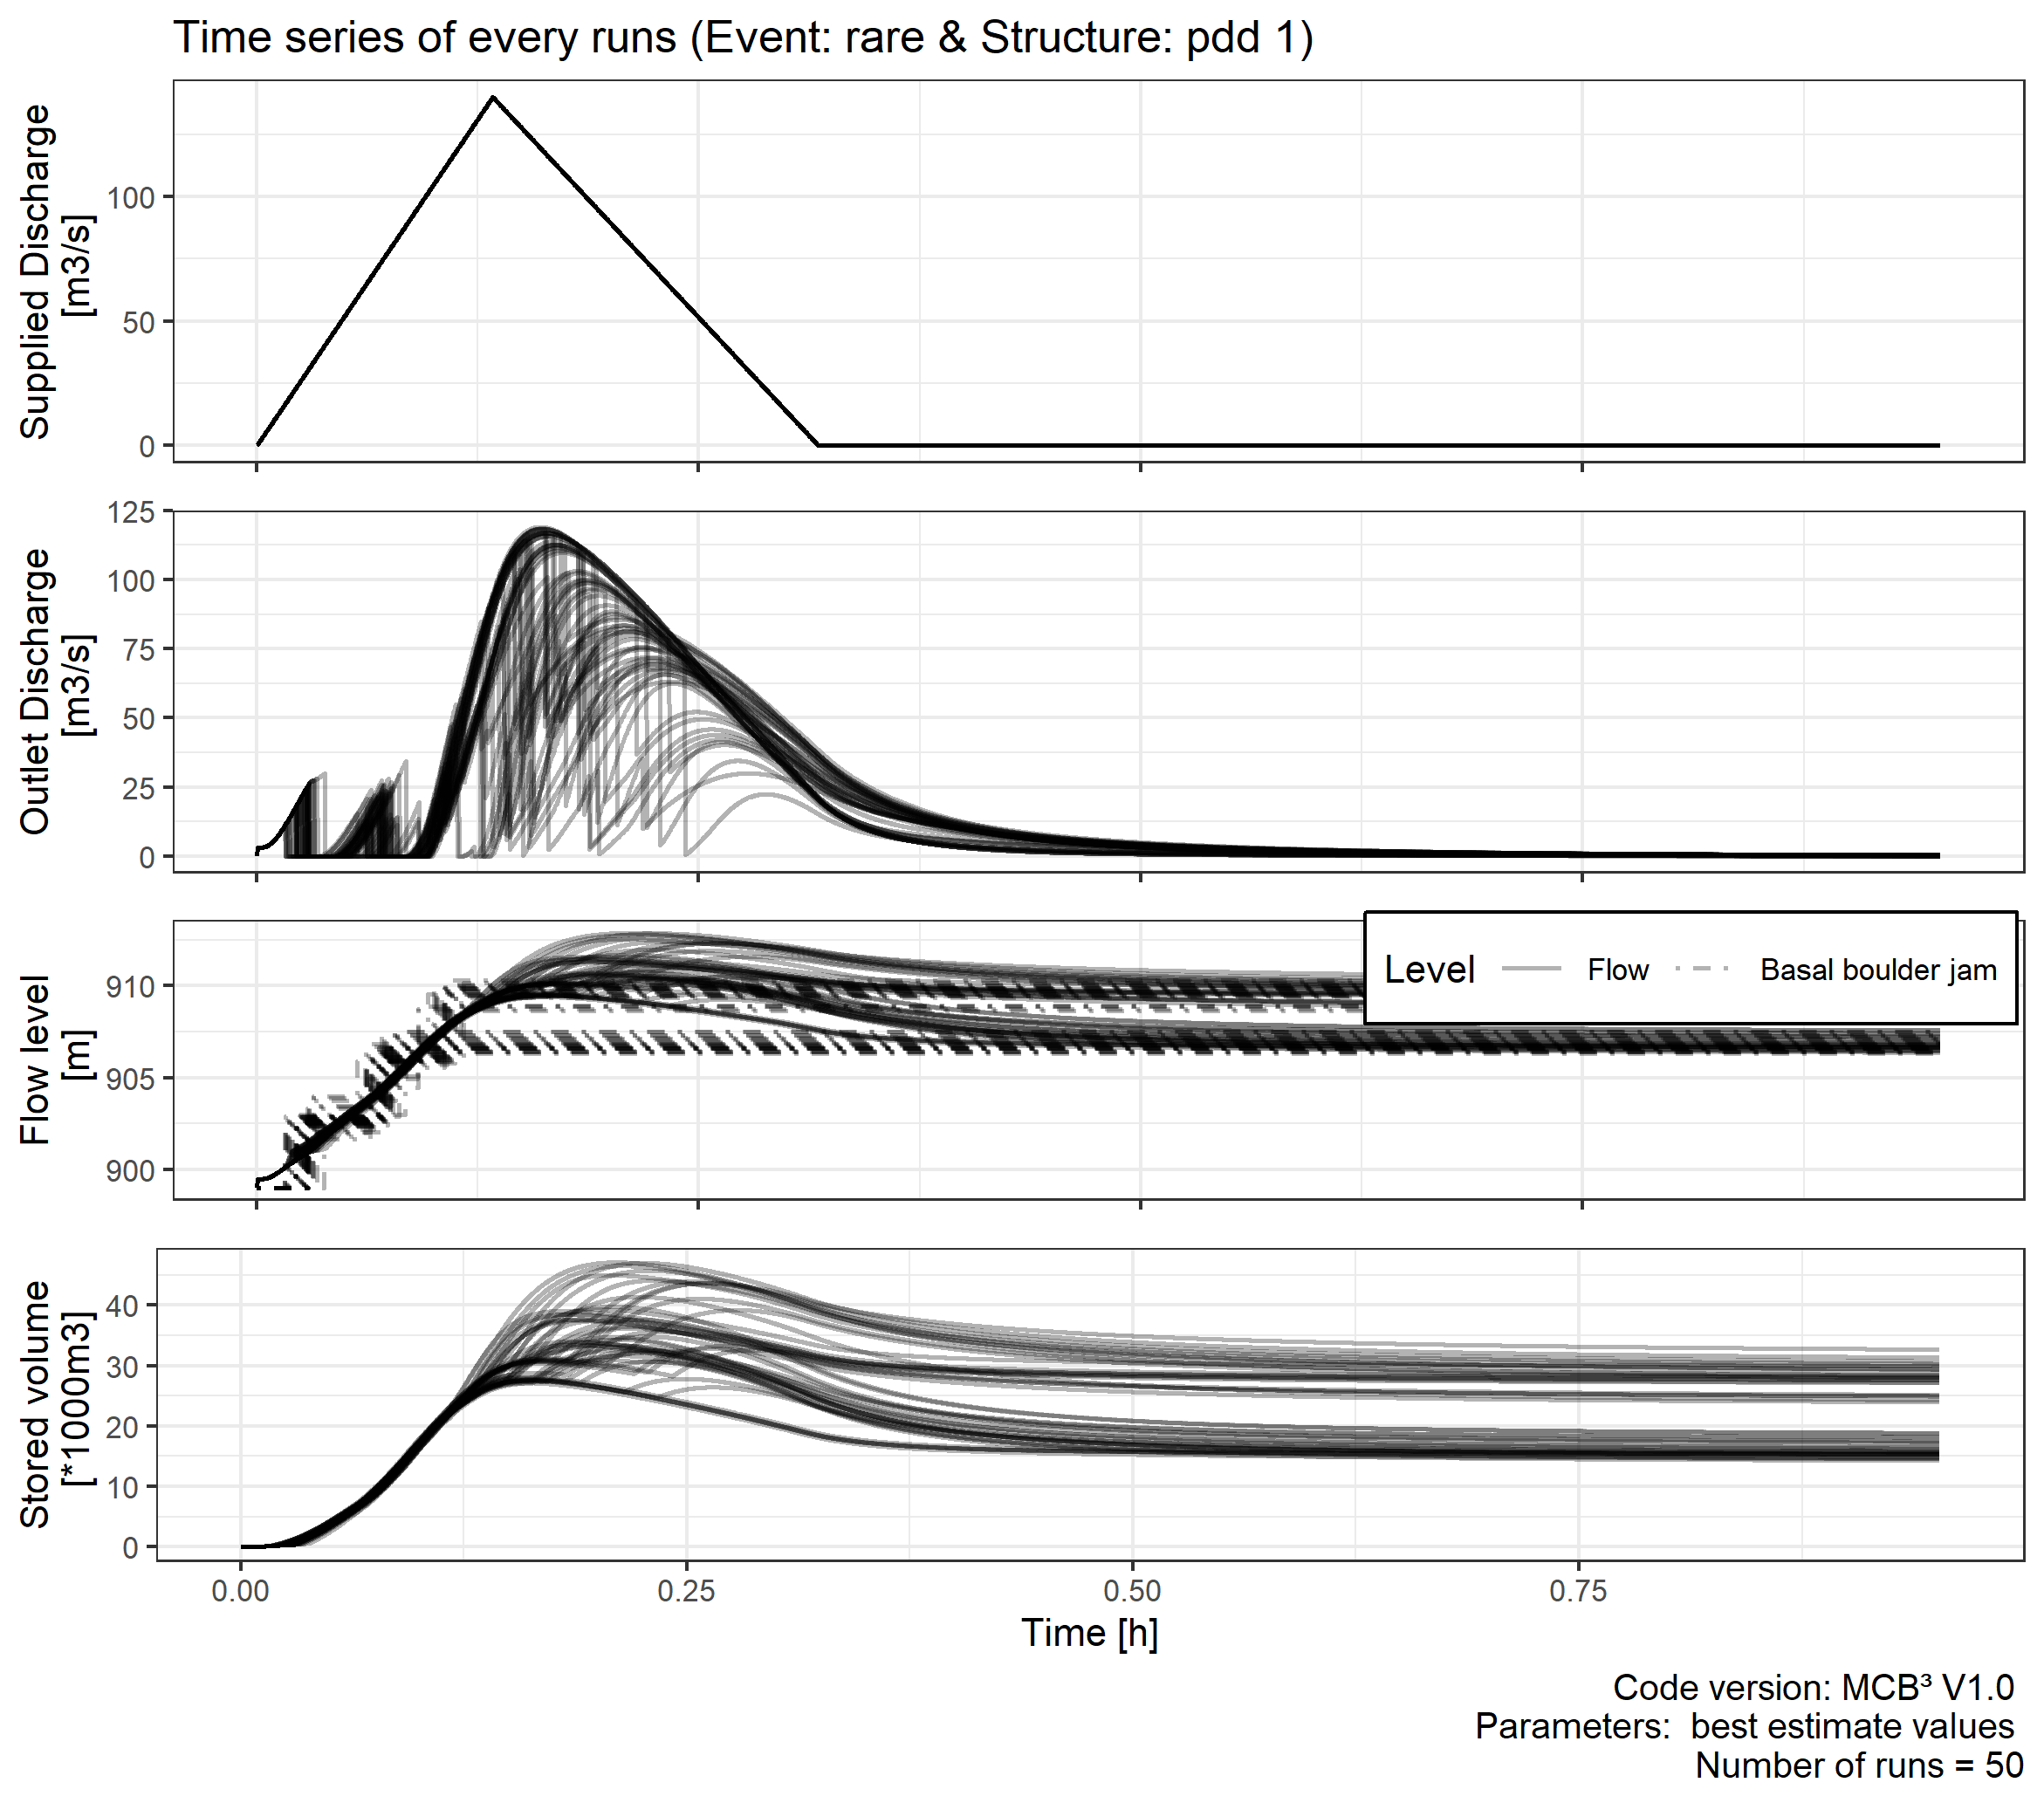 Time series of every runs (Event: rare & Structure: pdd 1)
Supplied Discharge
[m3/s]
100
50
0
Outlet Discharge
[m3/s]
125
100
75
50
25
0
Flow level
[m]
910
905
900
Level Flow Basal boulder jam
Stored volume
[*1000m3]
40
30
20
10
0
0.00 0.25 0.50 0.75
Time [h]
Code version: MCB³ V1.0
Parameters:  best estimate values
Number of runs = 50